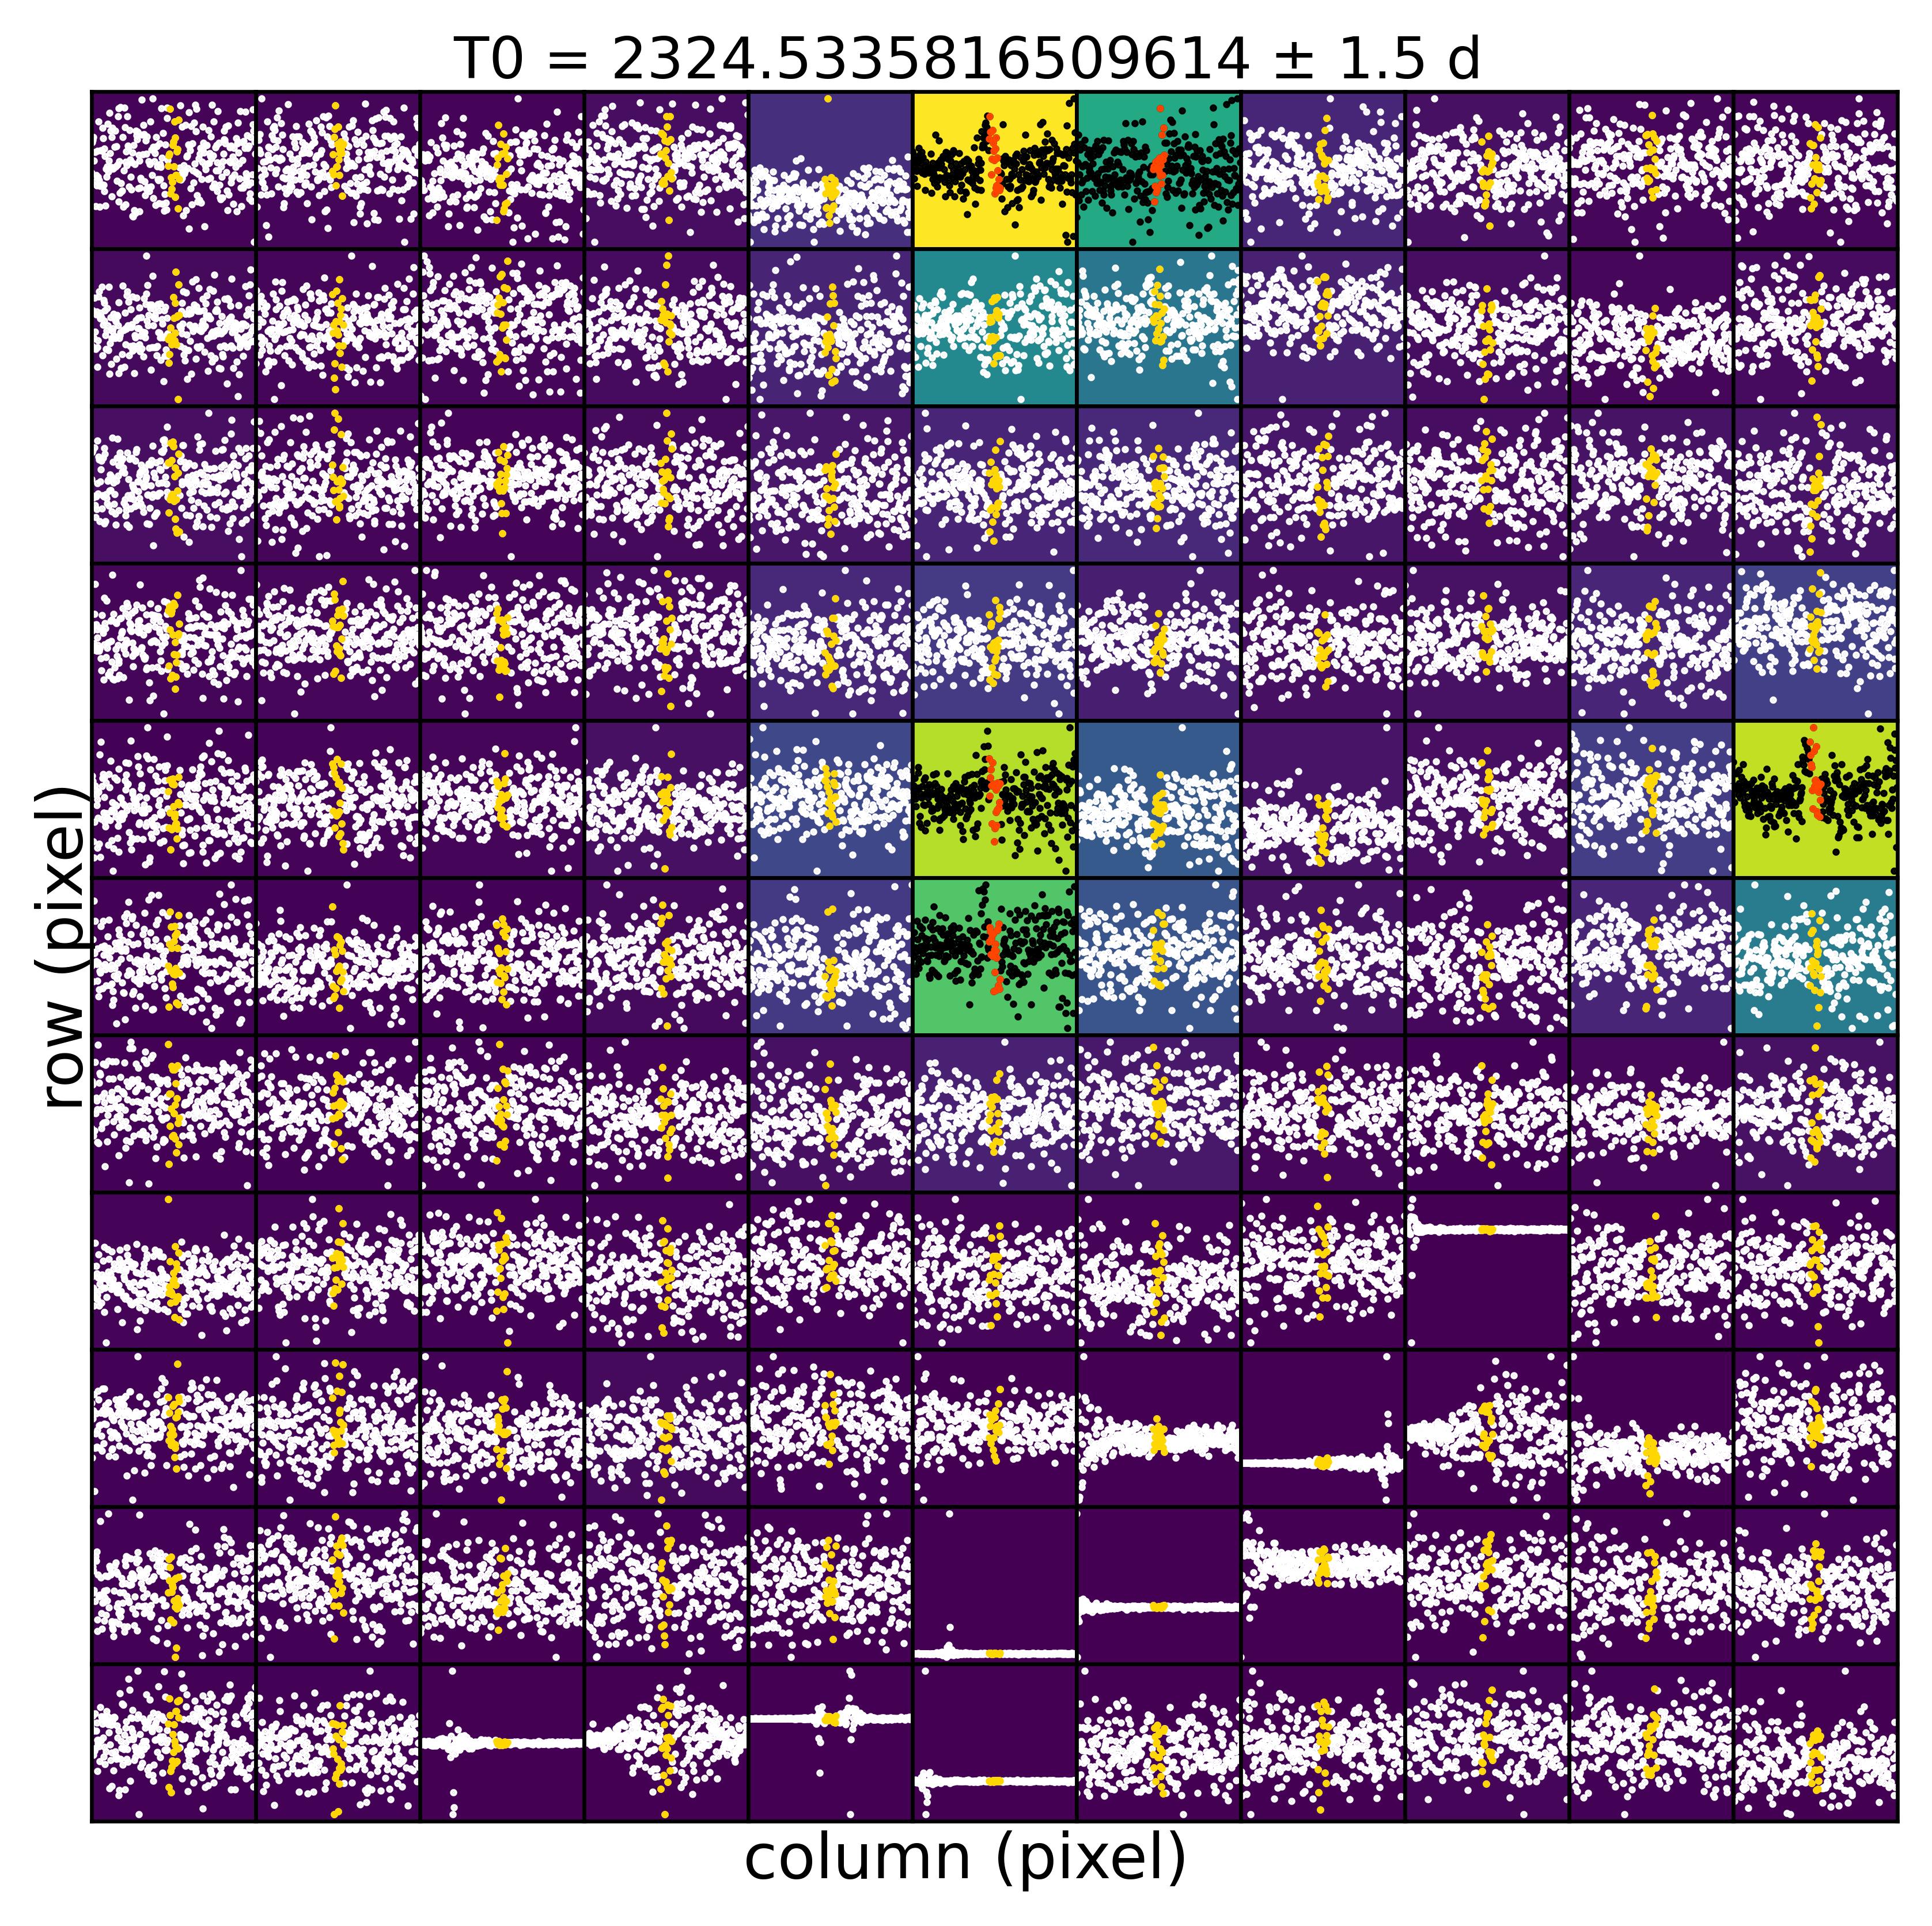 T0 = 2324.5335816509614 ± 1.5 d
row (pixel)
column (pixel)